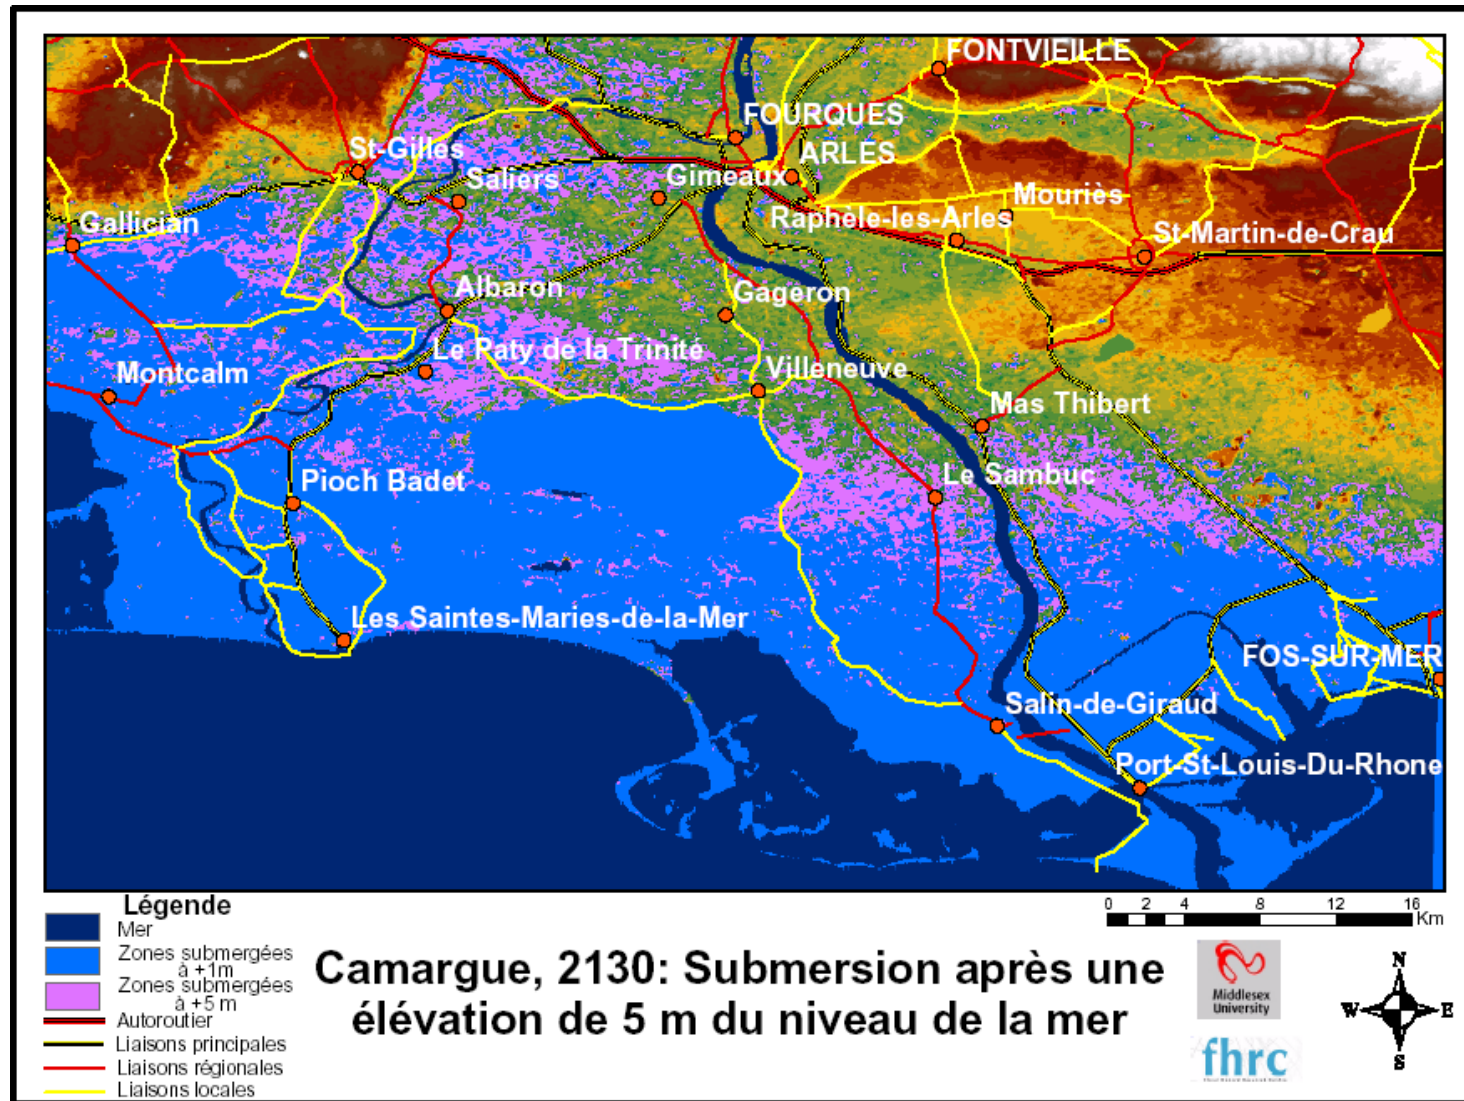 FONTVIEILLE
FOURQUES
ARLES
St-Gilles
Saliers
Gimeaux
Mouriès
Raphèle-les-Arles
Gallician
St-Martin-de-Crau
Albaron
Gageron
Le Paty de la Trinité
Montcalm
Villeneuve
Mas Thibert
Pioch Badet
Le Sambuc
Les Saintes-Maries-de-la-Mer
FOS-SUR-MER
Salin-de-Giraud
Port-St-Louis-Du-Rhone
Légende
Mer
Zones submergées
à +1m
Zones submergées
à +5 m
Autoroutier
Liaisons principales
Liaisons régionales
Liaisons locales
Camargue, 2130: Submersion après une
élévation de 5 m du niveau de la mer
0 2 4 8 12 16
Km
Middlesex
University
fhrc
N
W E
S